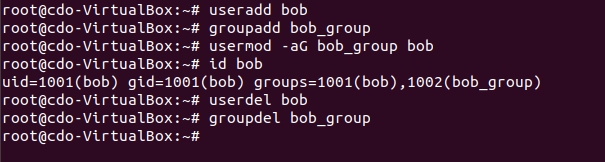 root@cdo-VirtualBox:~# useradd bob
root@cdo-VirtualBox:~# groupadd bob_group
root@cdo-VirtualBox:~# usermod -aG bob_group bob
root@cdo-VirtualBox:~# id bob
uid=1001(bob) gid=1001(bob) groups=1001(bob),1002(bob_group)
root@cdo-VirtualBox:~# userdel bob
root@cdo-VirtualBox:~# groupdel bob_group
root@cdo-VirtualBox:~#